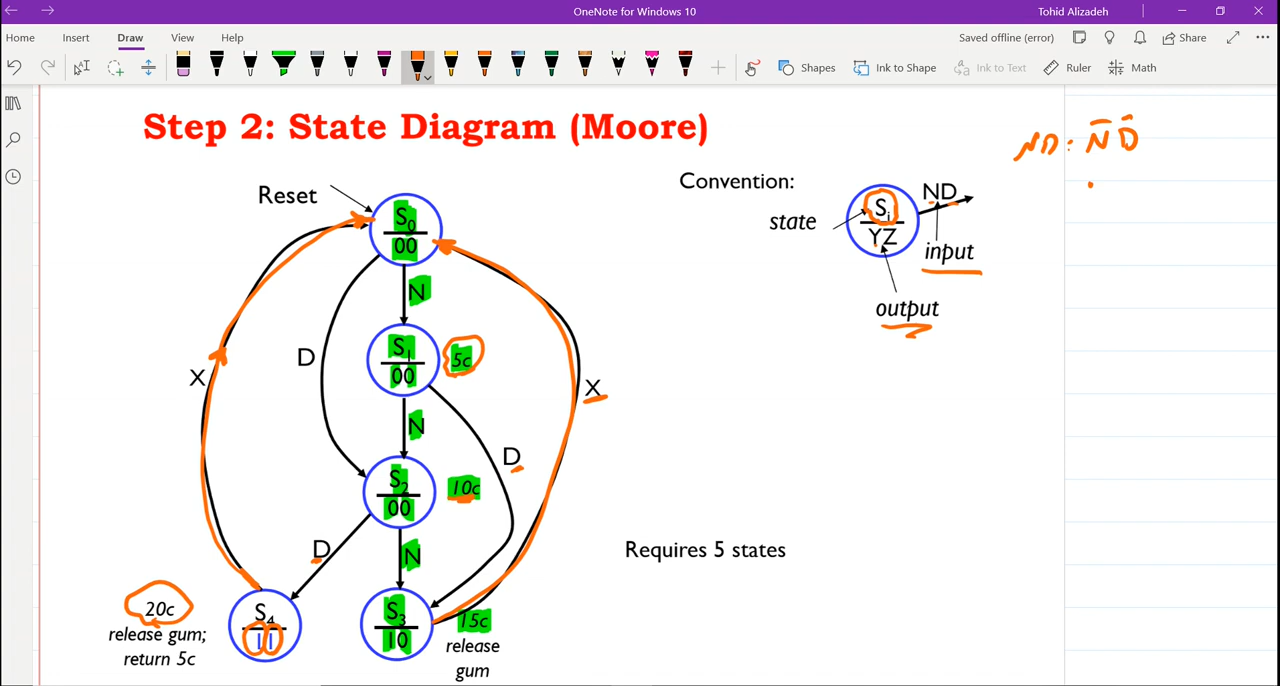 OneNote for Windows 10
Tohid Alizadeh
Home Insert Draw View Help
Saved offline (error)
Share
Shapes
Ink to Shape
Ink to Text
Ruler
Math
Step 2: State Diagram (Moore)
ND: N̄ D̄
Reset
Convention:
S0
00
state
Si
YZ
ND
input
output
N
D
S1
00
5c
X
X
N
D
S2
00
10c
D
N
Requires 5 states
20c
release gum;
return 5c
S4
11
S3
10
15c
release
gum